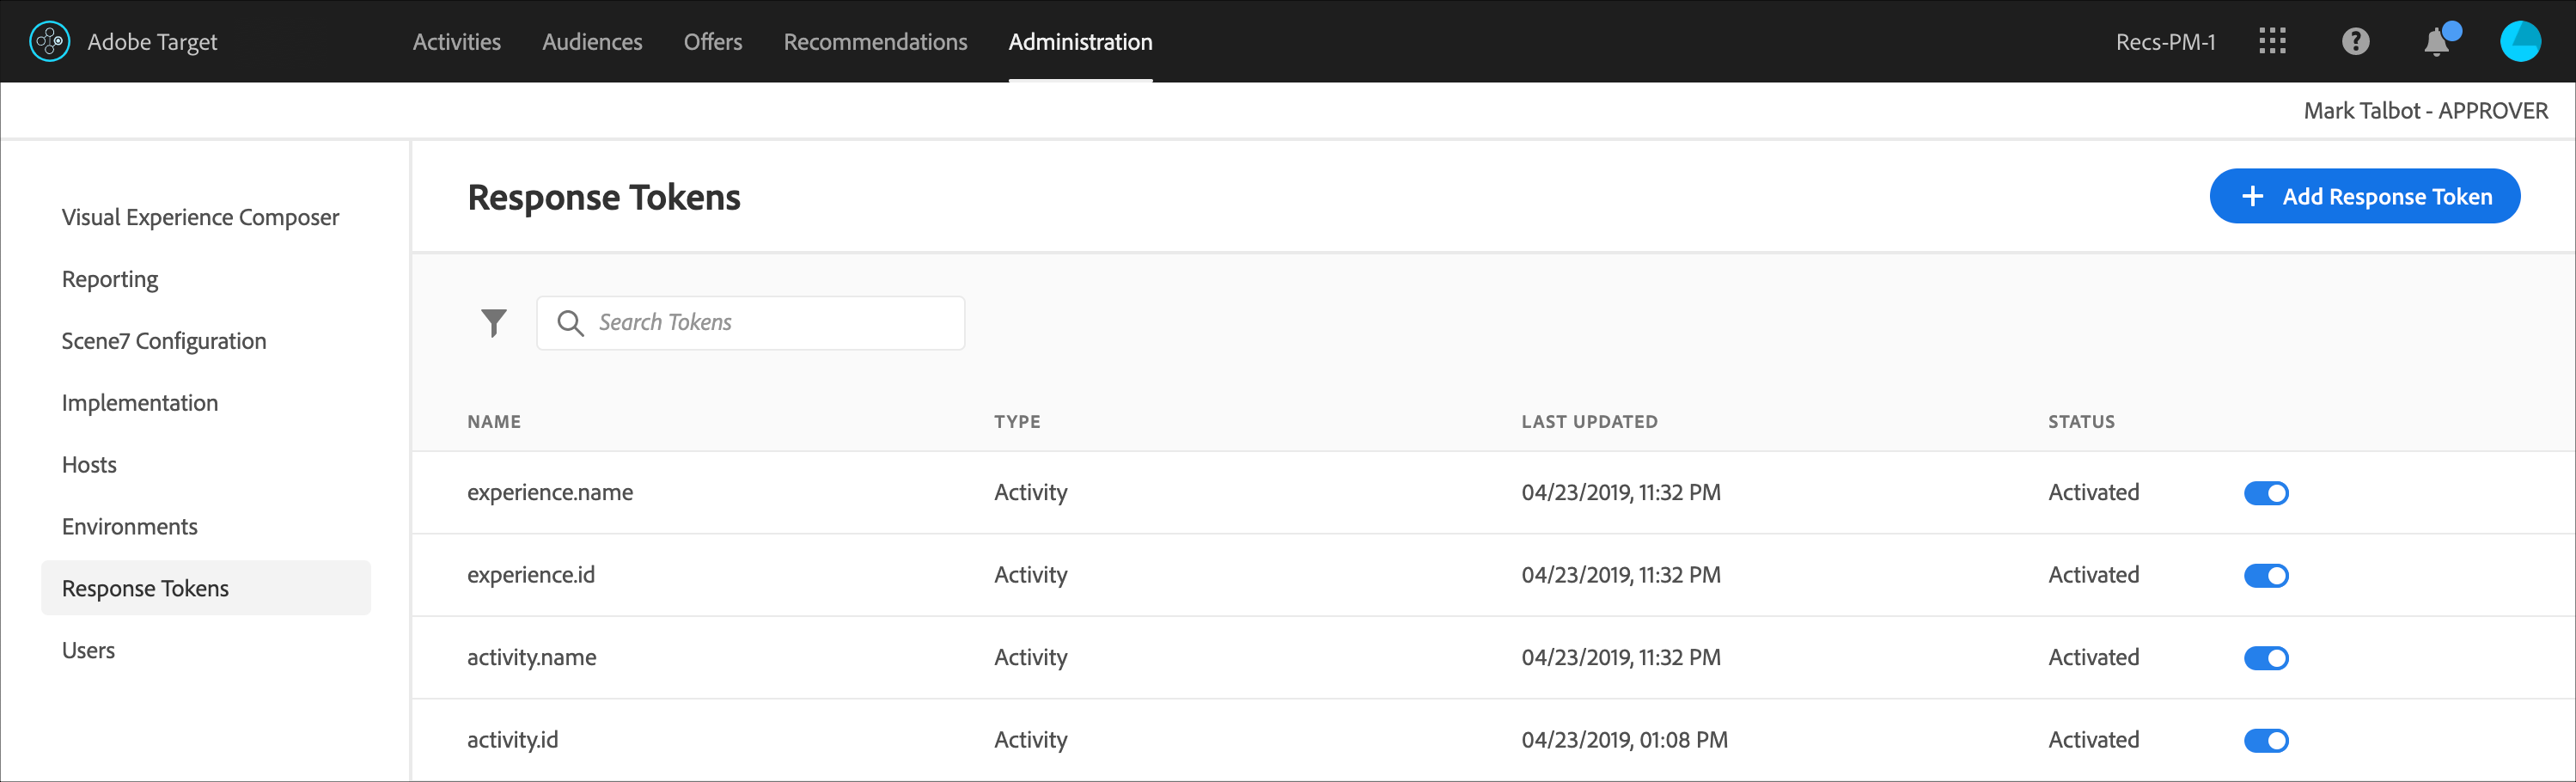 Adobe Target Activities Audiences Offers Recommendations Administration Recs-PM-1
Mark Talbot - APPROVER
Visual Experience Composer
Reporting
Scene7 Configuration
Implementation
Hosts
Environments
Response Tokens
Users
Response Tokens
+ Add Response Token
Search Tokens
NAME TYPE LAST UPDATED STATUS
experience.name Activity 04/23/2019, 11:32 PM Activated
experience.id Activity 04/23/2019, 11:32 PM Activated
activity.name Activity 04/23/2019, 11:32 PM Activated
activity.id Activity 04/23/2019, 01:08 PM Activated